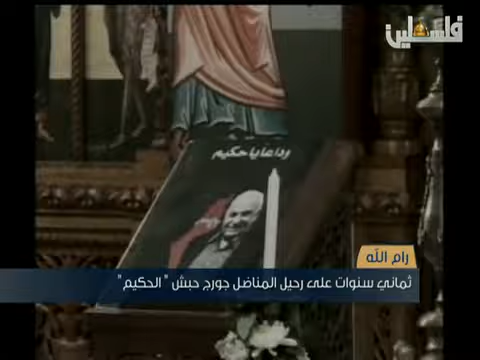 فلسطين
وداعا يا حكيم
رام الله
ثماني سنوات على رحيل المناضل جورج حبش "الحكيم"